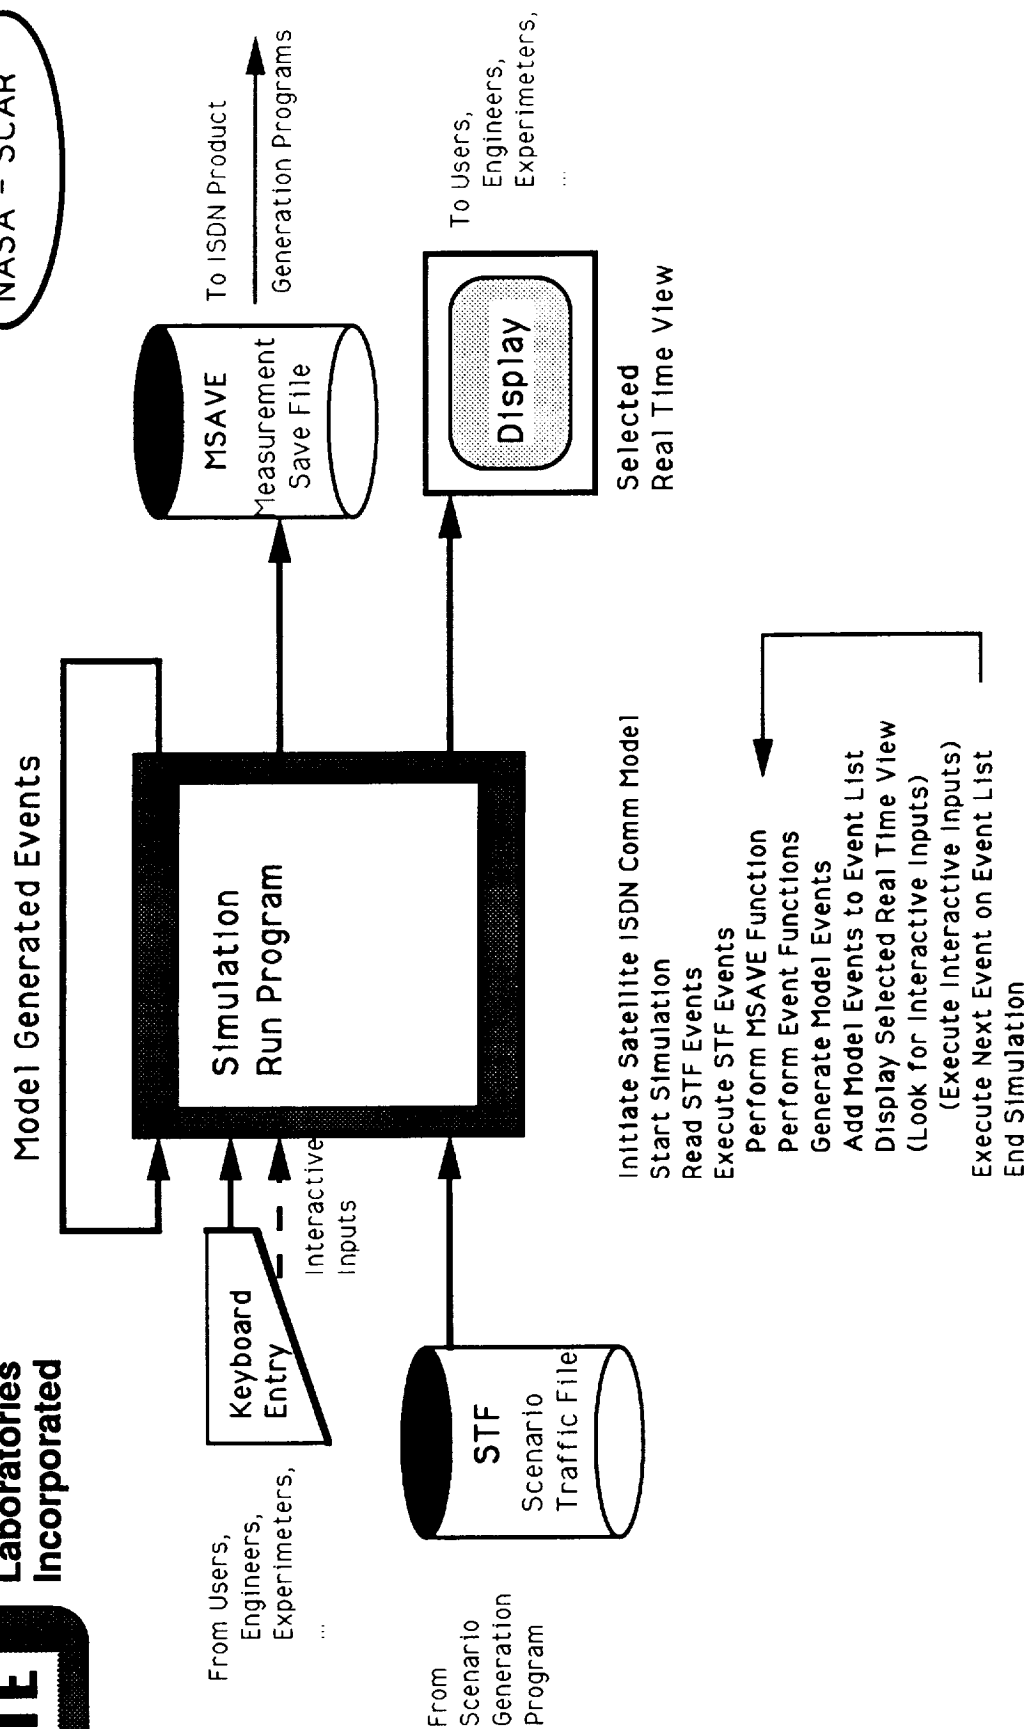 Laboratories
Incorporated
NASA - SCAR
Model Generated Events
From Users,
Engineers,
Experimeters,
...
Keyboard
Entry
Interactive
Inputs
Simulation
Run Program
MSAVE
Measurement
Save File
To ISDN Product
Generation Programs
From
Scenario
Generation
Program
STF
Scenario
Traffic File
Display
Selected
Real Time View
To Users,
Engineers,
Experimeters,
...
Initiate Satellite ISDN Comm Model
Start Simulation
Read STF Events
Execute STF Events
Perform MSAVE Function
Perform Event Functions
Generate Model Events
Add Model Events to Event List
Display Selected Real Time View
(Look for Interactive Inputs)
(Execute Interactive Inputs)
Execute Next Event on Event List
End Simulation